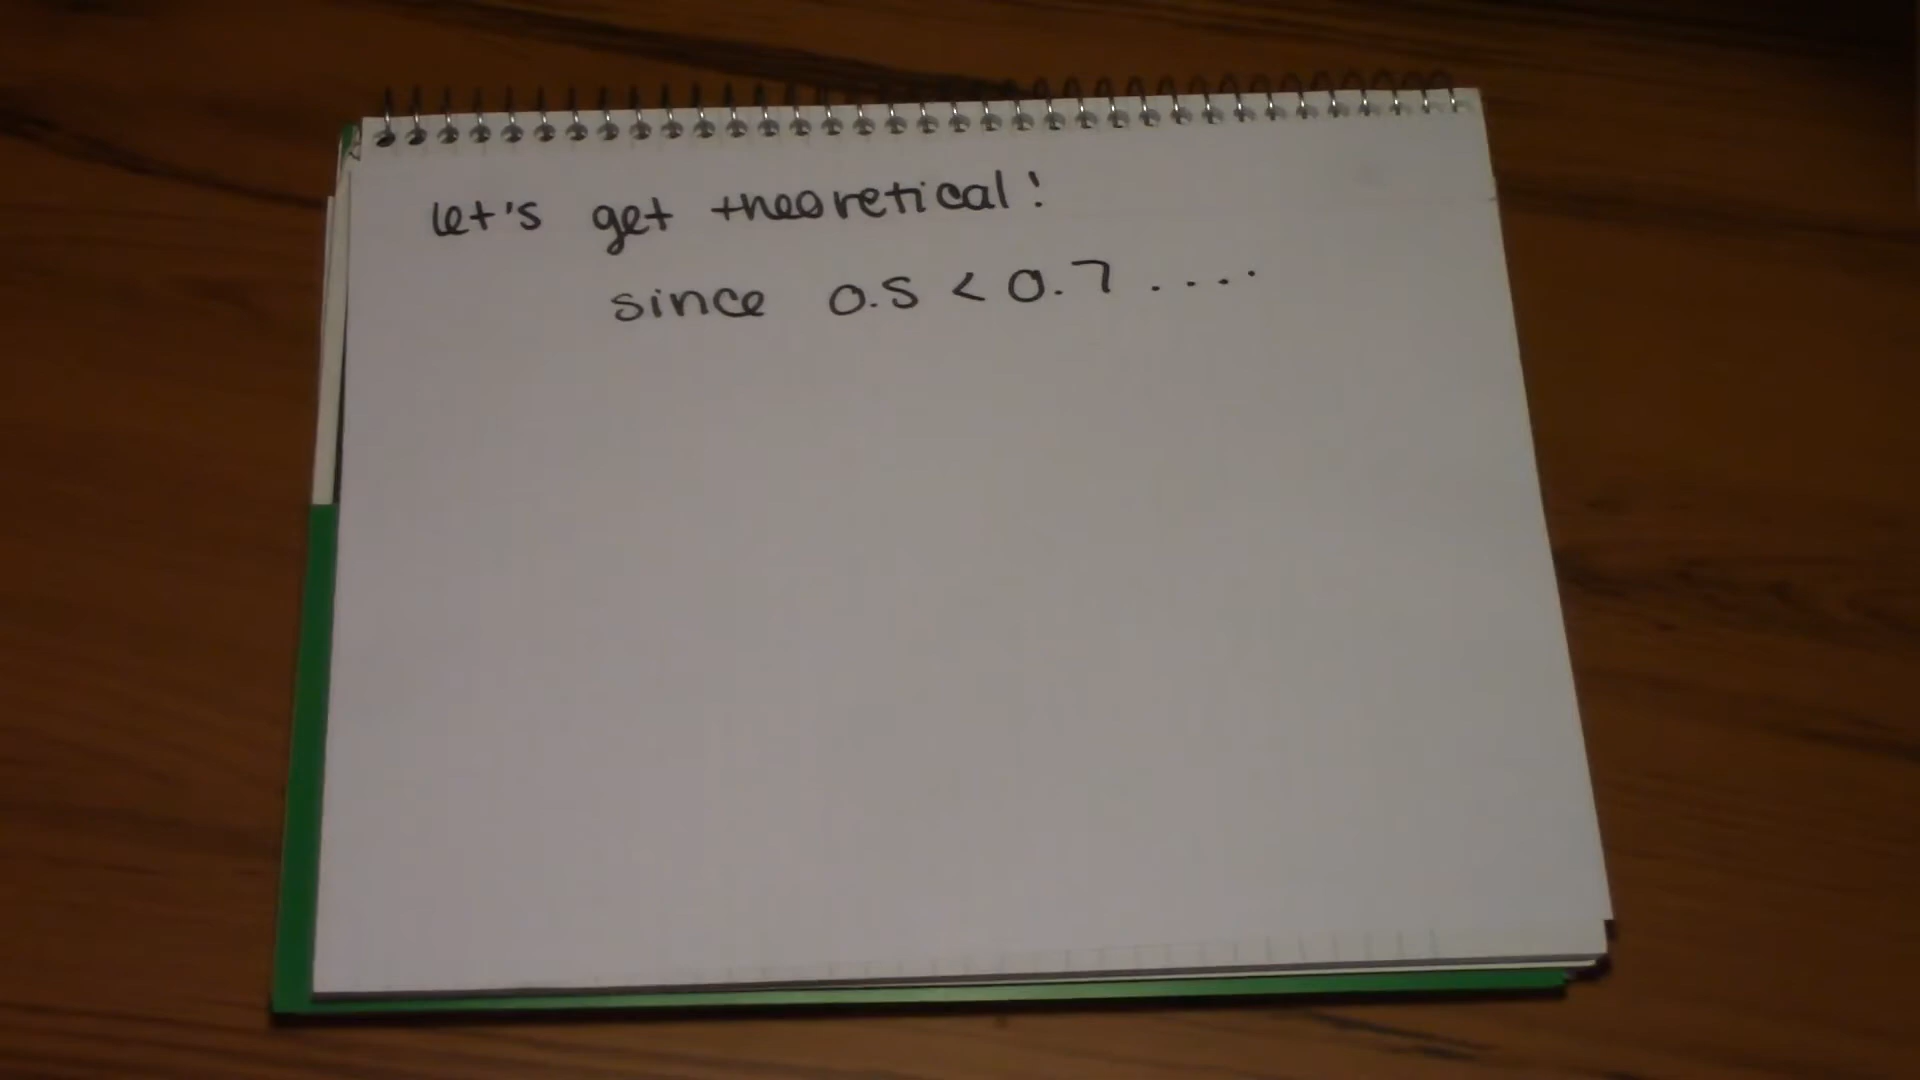 let's get theoretical!
since 0.5 < 0.7 ....